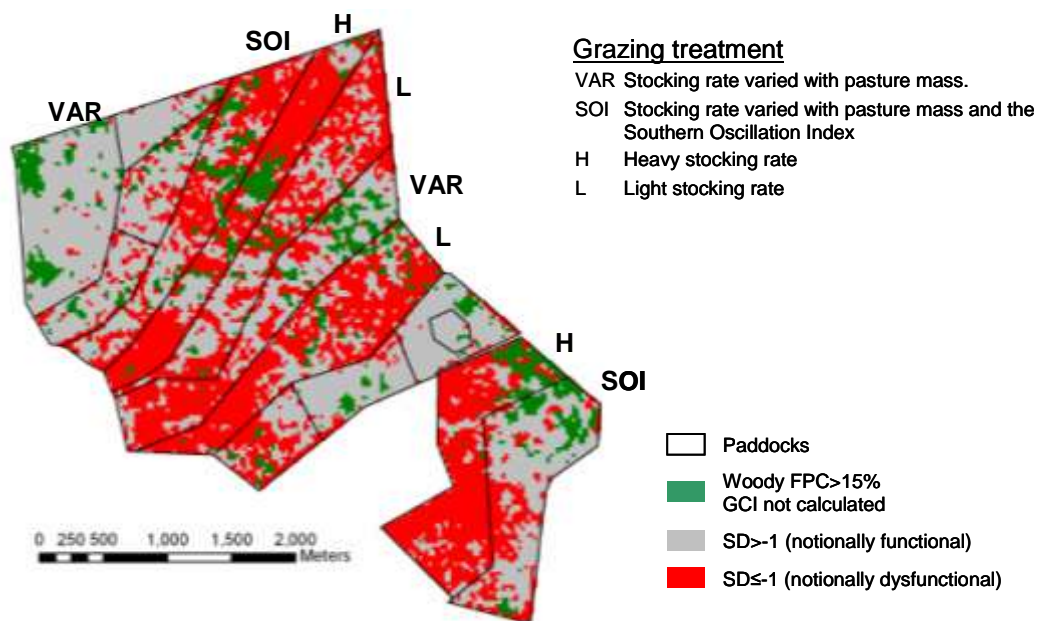 H
SOI
L
VAR
VAR
L
H
SOI
Grazing treatment
VAR Stocking rate varied with pasture mass.
SOI Stocking rate varied with pasture mass and the
Southern Oscillation Index
H Heavy stocking rate
L Light stocking rate
Paddocks
Woody FPC>15%
GCI not calculated
SD>-1 (notionally functional)
SD≤-1 (notionally dysfunctional)
0 250 500 1,000 1,500 2,000
Meters